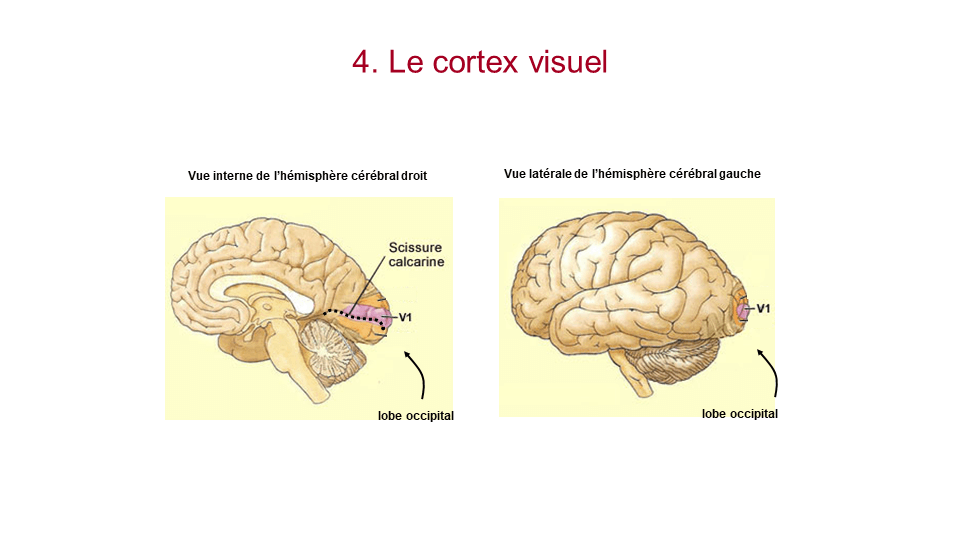 4. Le cortex visuel
Vue interne de l'hémisphère cérébral droit
Scissure
calcarine
V1
lobe occipital
Vue latérale de l'hémisphère cérébral gauche
V1
lobe occipital